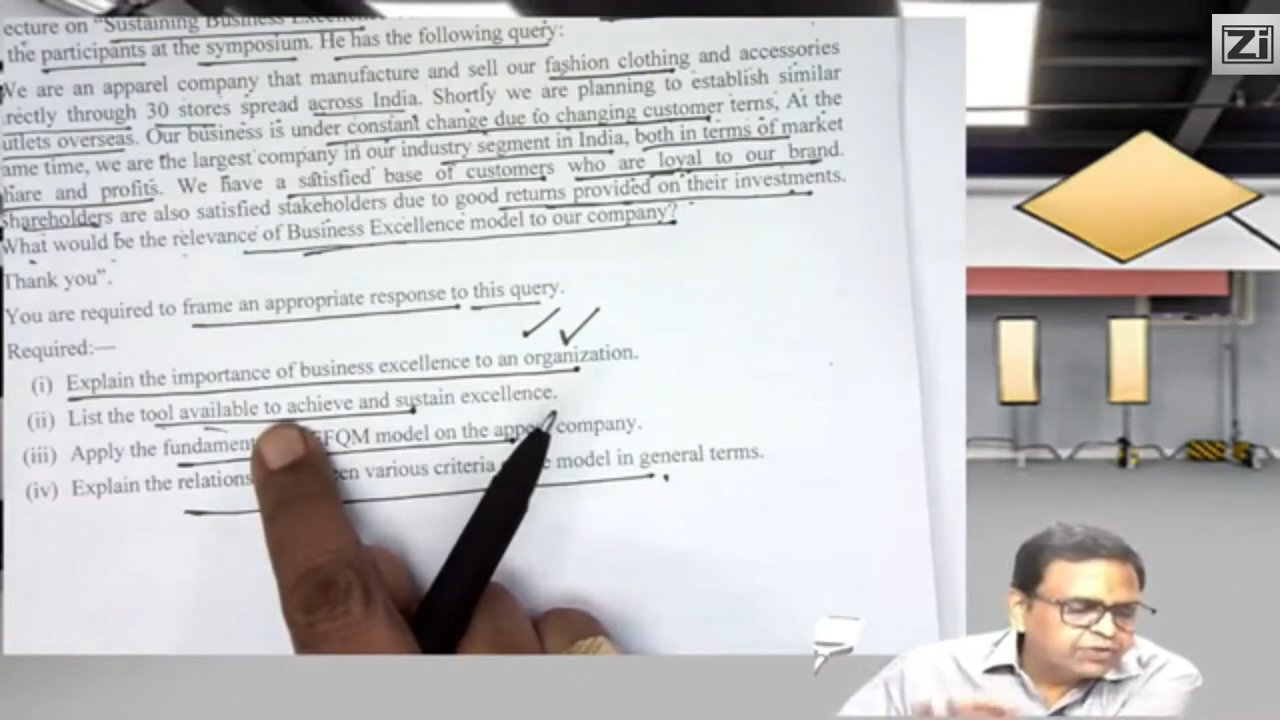 ecture on "Sustaining Business
the participants at the symposium. He has the following query:
We are an apparel company that manufacture and sell our fashion clothing and accessories
rectly through 30 stores spread across India. Shortly we are planning to establish similar
utlets overseas. Our business is under constant change due to changing customer terns, At the
ame time, we are the largest company in our industry segment in India, both in terms of market
hare and profits. We have a satisfied base of customers who are loyal to our brand.
Shareholders are also satisfied stakeholders due to good returns provided on their investments.
What would be the relevance of Business Excellence model to our company?
Thank you".
You are required to frame an appropriate response to this query.
Required:—
(i) Explain the importance of business excellence to an organization.
(ii) List the tool available to achieve and sustain excellence.
(iii) Apply the fundamen FQM model on the company.
(iv) Explain the relations en various criteria model in general terms.
Zi